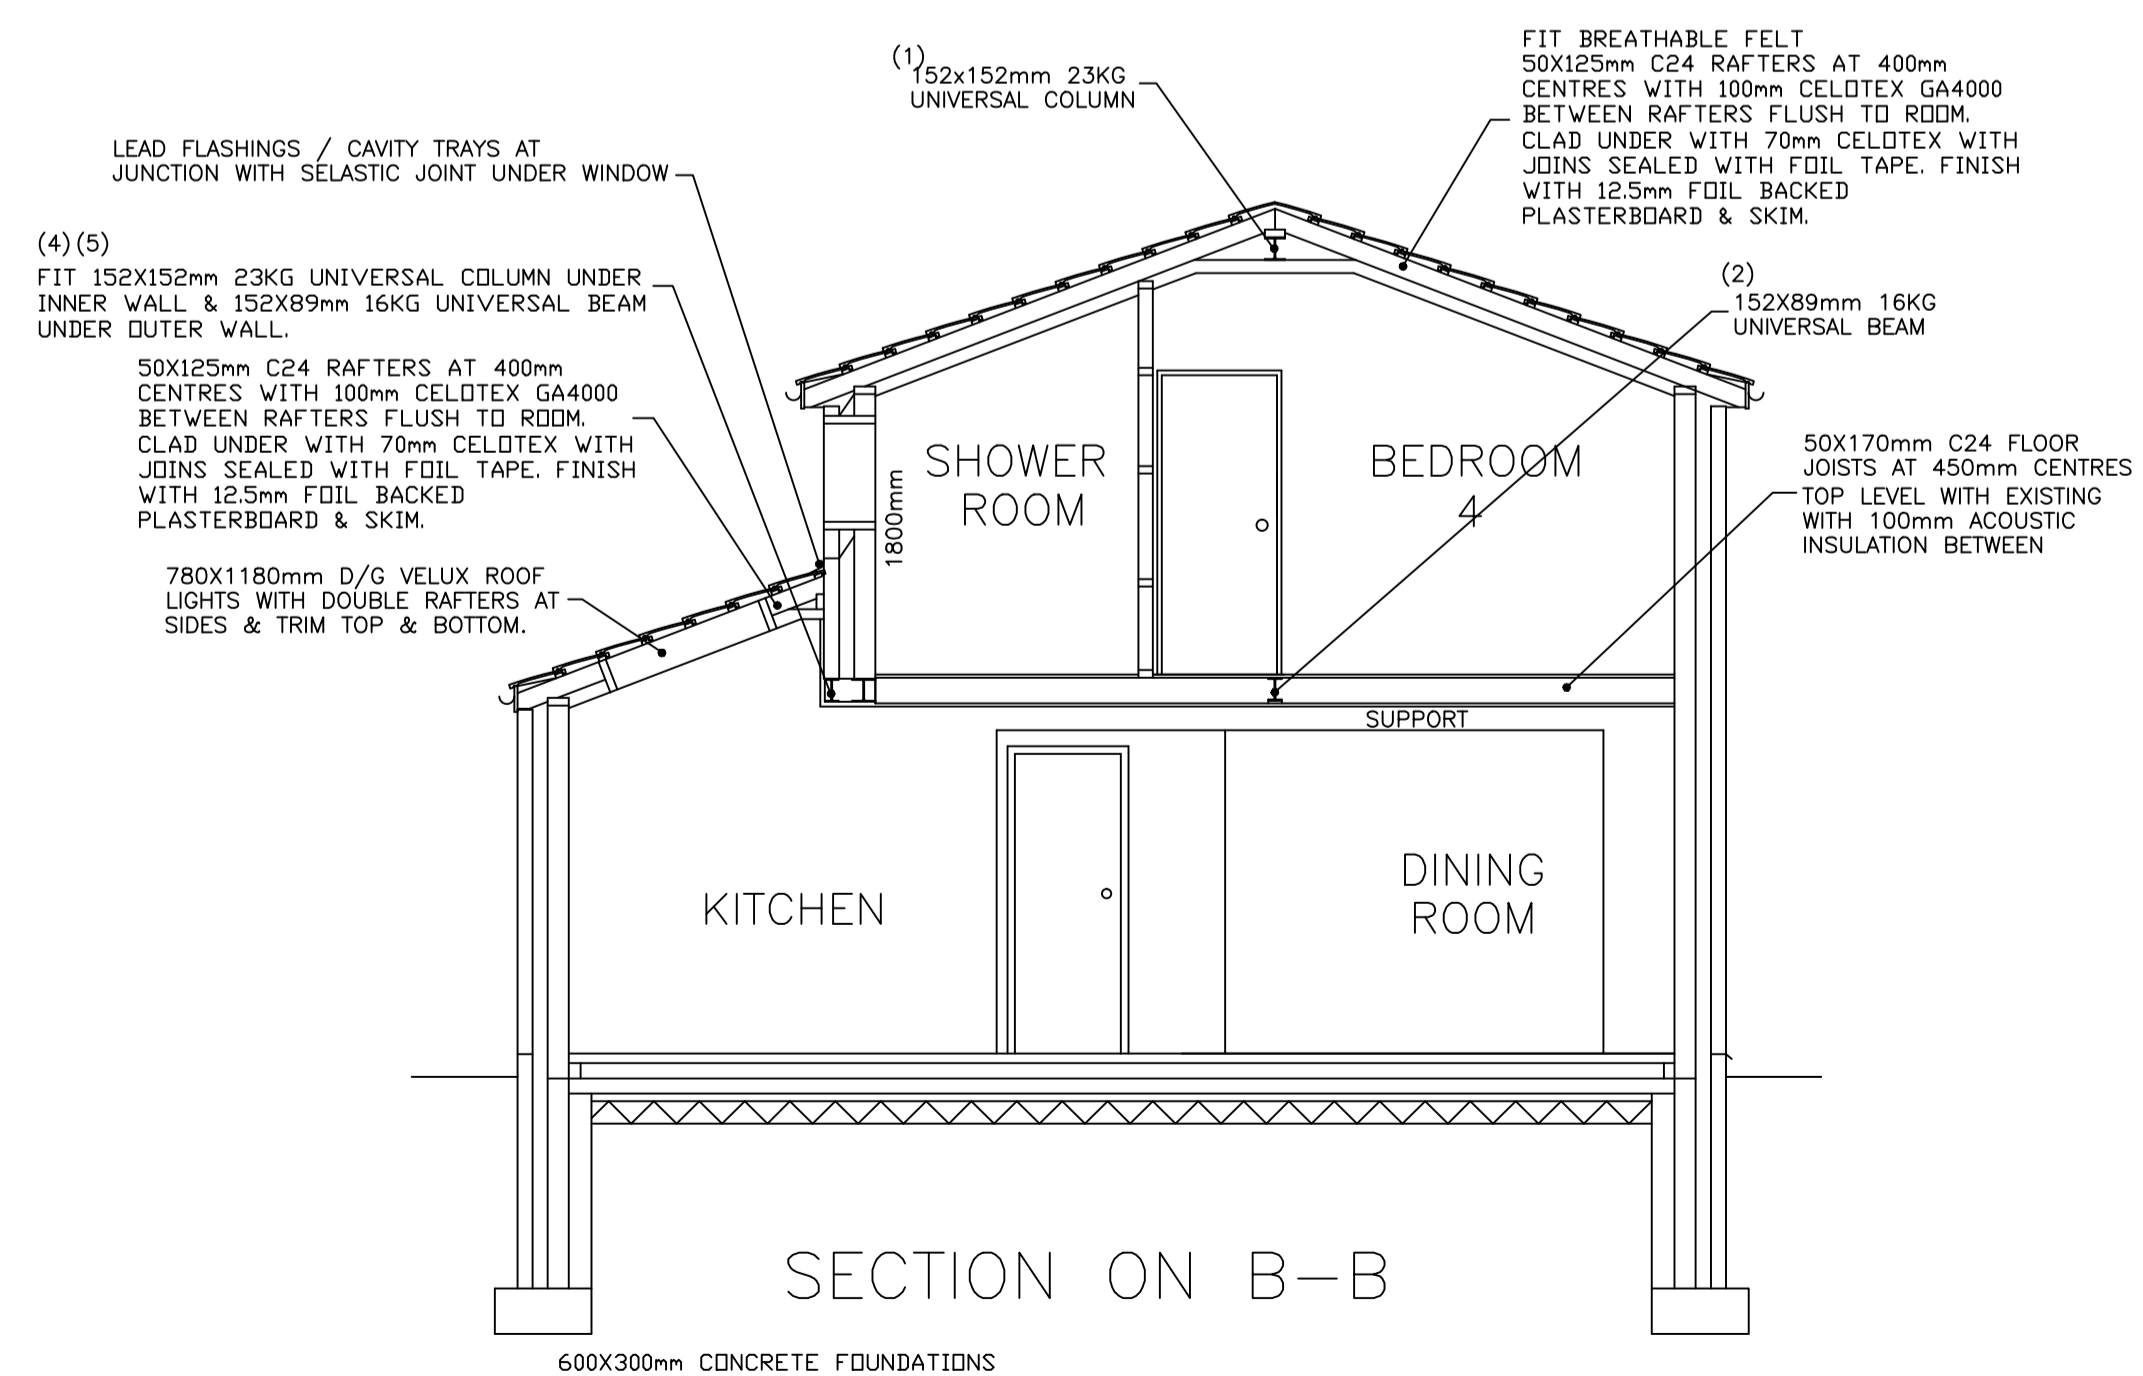 (1)
152x152mm 23KG
UNIVERSAL COLUMN
FIT BREATHABLE FELT
50X125mm C24 RAFTERS AT 400mm
CENTRES WITH 100mm CELOTEX GA4000
BETWEEN RAFTERS FLUSH TO ROOM.
CLAD UNDER WITH 70mm CELOTEX WITH
JOINS SEALED WITH FOIL TAPE. FINISH
WITH 12.5mm FOIL BACKED
PLASTERBOARD & SKIM.
LEAD FLASHINGS / CAVITY TRAYS AT
JUNCTION WITH SELASTIC JOINT UNDER WINDOW
(4)(5)
FIT 152X152mm 23KG UNIVERSAL COLUMN UNDER
INNER WALL & 152X89mm 16KG UNIVERSAL BEAM
UNDER OUTER WALL.
(2)
152X89mm 16KG
UNIVERSAL BEAM
50X125mm C24 RAFTERS AT 400mm
CENTRES WITH 100mm CELOTEX GA4000
BETWEEN RAFTERS FLUSH TO ROOM.
CLAD UNDER WITH 70mm CELOTEX WITH
JOINS SEALED WITH FOIL TAPE. FINISH
WITH 12.5mm FOIL BACKED
PLASTERBOARD & SKIM.
1800mm
SHOWER
ROOM
BEDROOM
4
50X170mm C24 FLOOR
JOISTS AT 450mm CENTRES
TOP LEVEL WITH EXISTING
WITH 100mm ACOUSTIC
INSULATION BETWEEN
780X1180mm D/G VELUX ROOF
LIGHTS WITH DOUBLE RAFTERS AT
SIDES & TRIM TOP & BOTTOM.
SUPPORT
KITCHEN
DINING
ROOM
SECTION ON B-B
600X300mm CONCRETE FOUNDATIONS